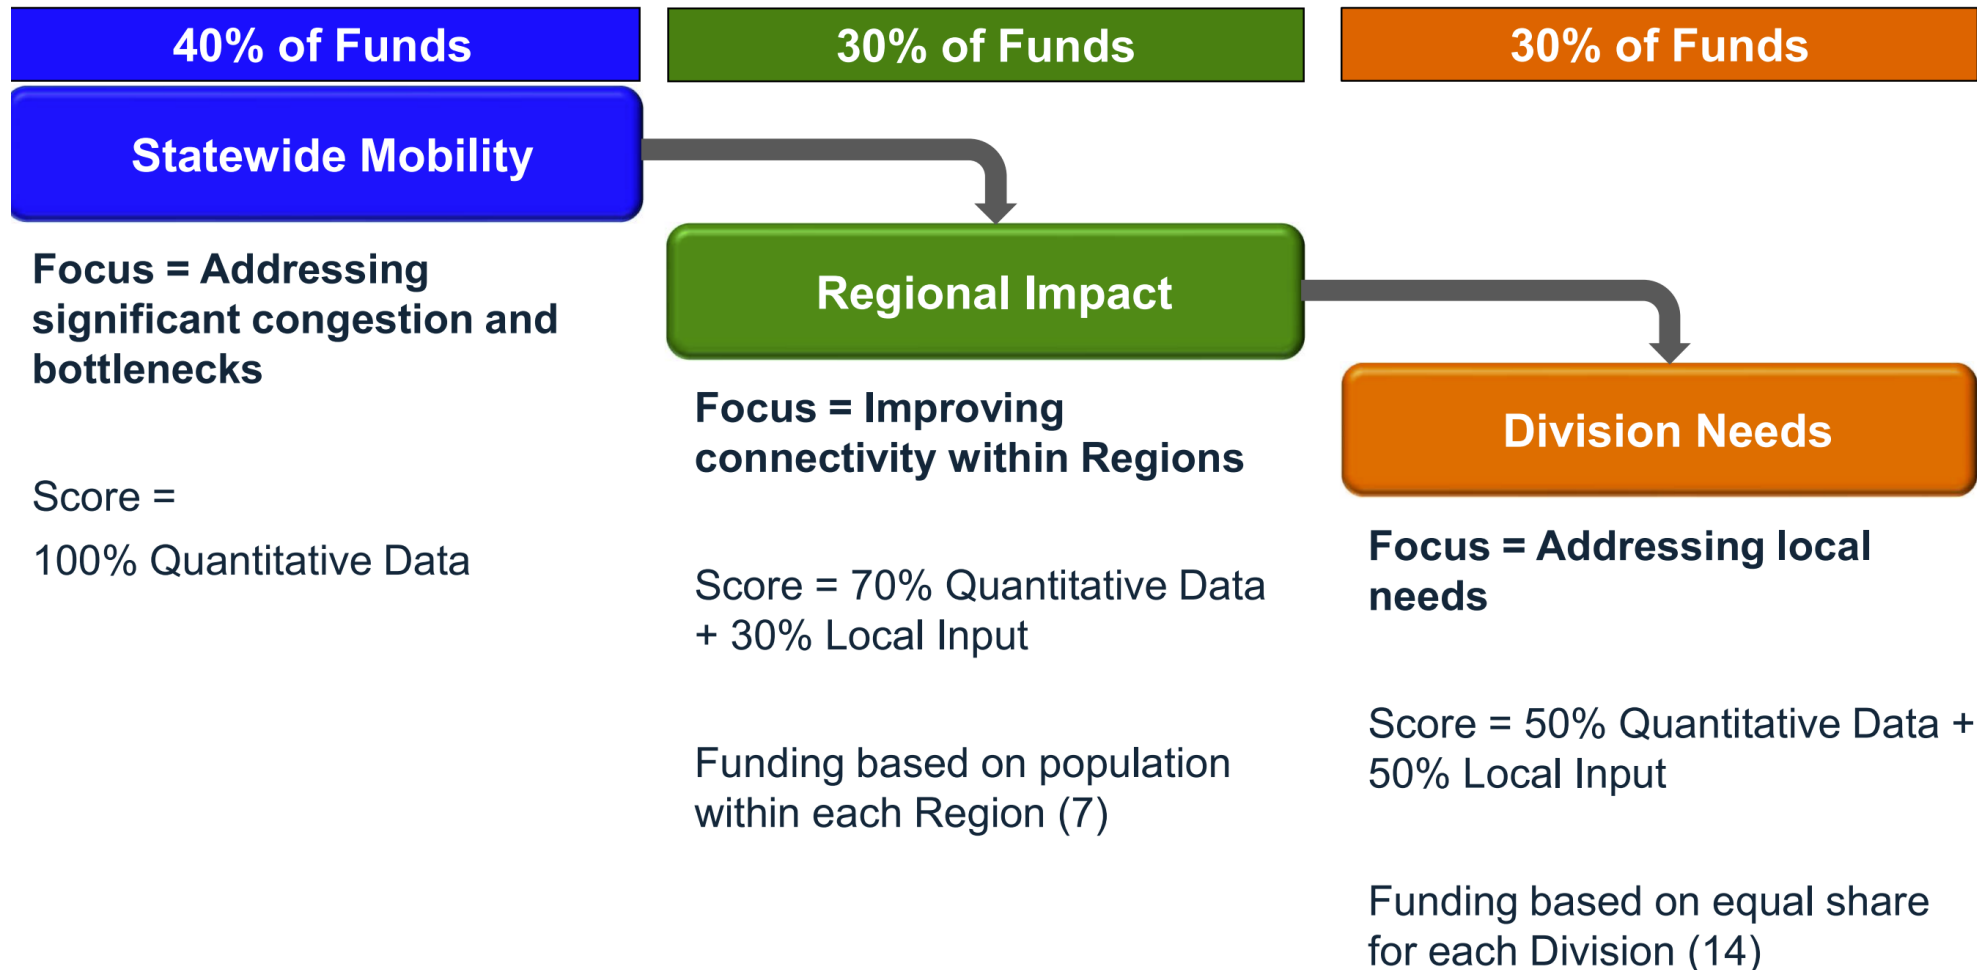 40% of Funds
Statewide Mobility
Focus = Addressing
significant congestion and
bottlenecks
Score =
100% Quantitative Data
30% of Funds
Regional Impact
Focus = Improving
connectivity within Regions
Score = 70% Quantitative Data
+ 30% Local Input
Funding based on population
within each Region (7)
30% of Funds
Division Needs
Focus = Addressing local
needs
Score = 50% Quantitative Data +
50% Local Input
Funding based on equal share
for each Division (14)